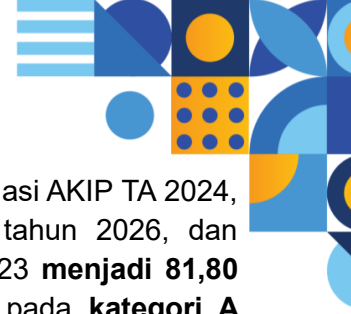 asi AKIP TA 2024,
tahun 2026, dan
23 menjadi 81,80
pada kategori A